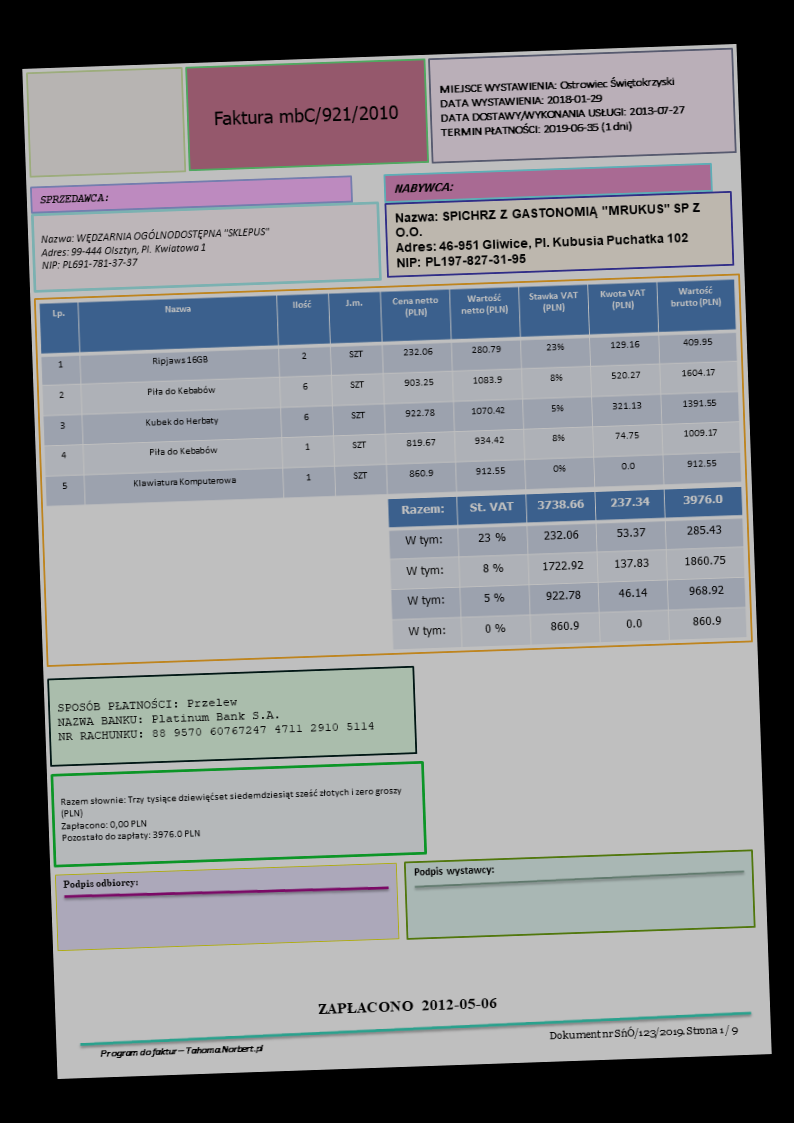 Faktura mbC/921/2010
MIEJSCE WYSTAWIENIA: Ostrowiec Świętokrzyski
DATA WYSTAWIENIA: 2018-01-29
DATA DOSTAWY/WYKONANIA USŁUGI: 2013-07-27
TERMIN PŁATNOŚCI: 2019-06-35 (1 dni)
SPRZEDAWCA:
Nazwa: WĘDZARNIA OGÓLNODOSTĘPNA "SKLEPUS"
Adres: 99-444 Olsztyn, Pl. Kwiatowa 1
NIP: PL691-781-37-37
NABYWCA:
Nazwa: SPICHRZ Z GASTONOMIĄ "MRUKUS" SP Z
O.O.
Adres: 46-951 Gliwice, Pl. Kubusia Puchatka 102
NIP: PL197-827-31-95
Lp. Nazwa Ilość J.m. Cena netto (PLN) Wartość netto (PLN) Stawka VAT (PLN) Kwota VAT (PLN) Wartość brutto (PLN)
1 Ripjaws 16GB 2 SZT 232.06 280.79 23% 129.16 409.95
2 Piła do Kebabów 6 SZT 903.25 1083.9 8% 520.27 1604.17
3 Kubek do Herbaty 6 SZT 922.78 1070.42 5% 321.13 1391.55
4 Piła do Kebabów 1 SZT 819.67 934.42 8% 74.75 1009.17
5 Klawiatura Komputerowa 1 SZT 860.9 912.55 0% 0.0 912.55
Razem: St. VAT 3738.66 237.34 3976.0
W tym: 23 % 232.06 53.37 285.43
W tym: 8 % 1722.92 137.83 1860.75
W tym: 5 % 922.78 46.14 968.92
W tym: 0 % 860.9 0.0 860.9
SPOSÓB PŁATNOŚCI: Przelew
NAZWA BANKU: Platinum Bank S.A.
NR RACHUNKU: 88 9570 60767247 4711 2910 5114
Razem słownie: Trzy tysiące dziewięćset siedemdziesiąt sześć złotych i zero groszy
(PLN)
Zapłacono: 0,00 PLN
Pozostało do zapłaty: 3976.0 PLN
Podpis odbiorcy:
Podpis wystawcy:
ZAPŁACONO 2012-05-06
Program do faktur – Tahoma.Norbert.pl
Dokument nr SńÓ/123/2019. Strona 1 / 9